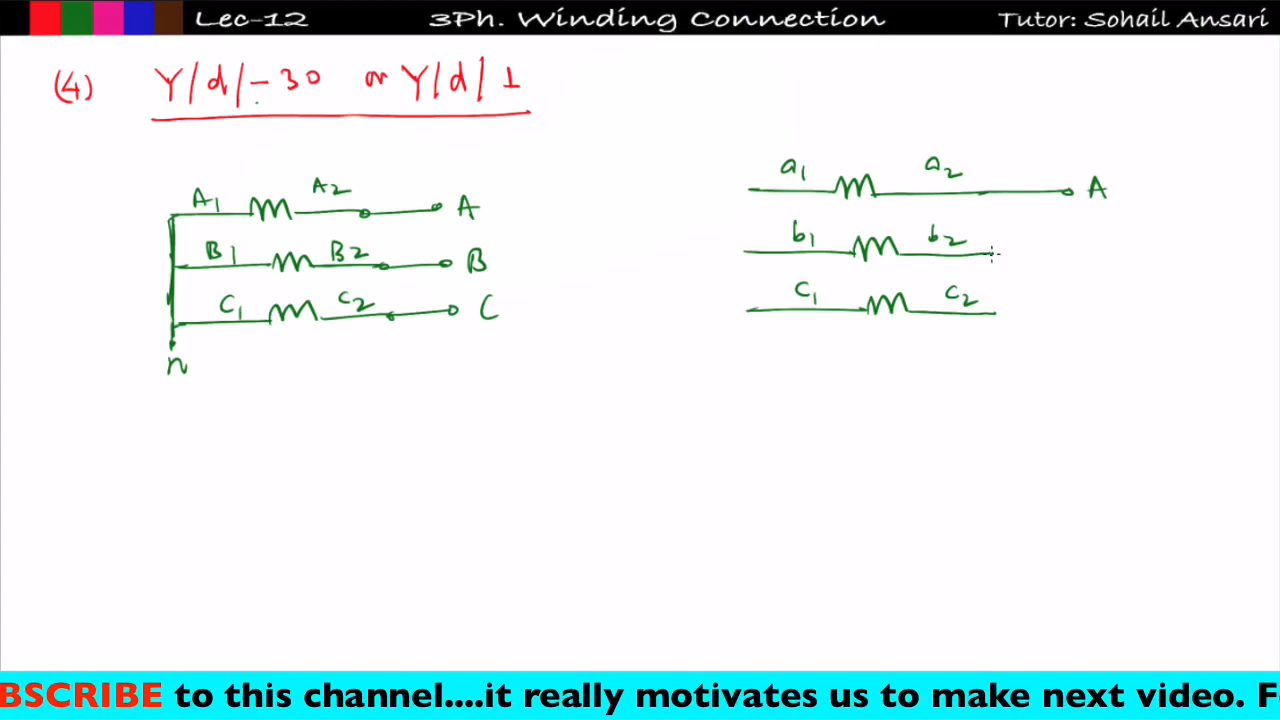 Lec-12 3Ph. Winding Connection Tutor: Sohail Ansari
(4) Y/d/-30 or Y/d/1
A1 A2 A
B1 B2 B
C1 C2 C
n
a1 a2 A
b1 b2
c1 c2
BSCRIBE to this channel....it really motivates us to make next video. F